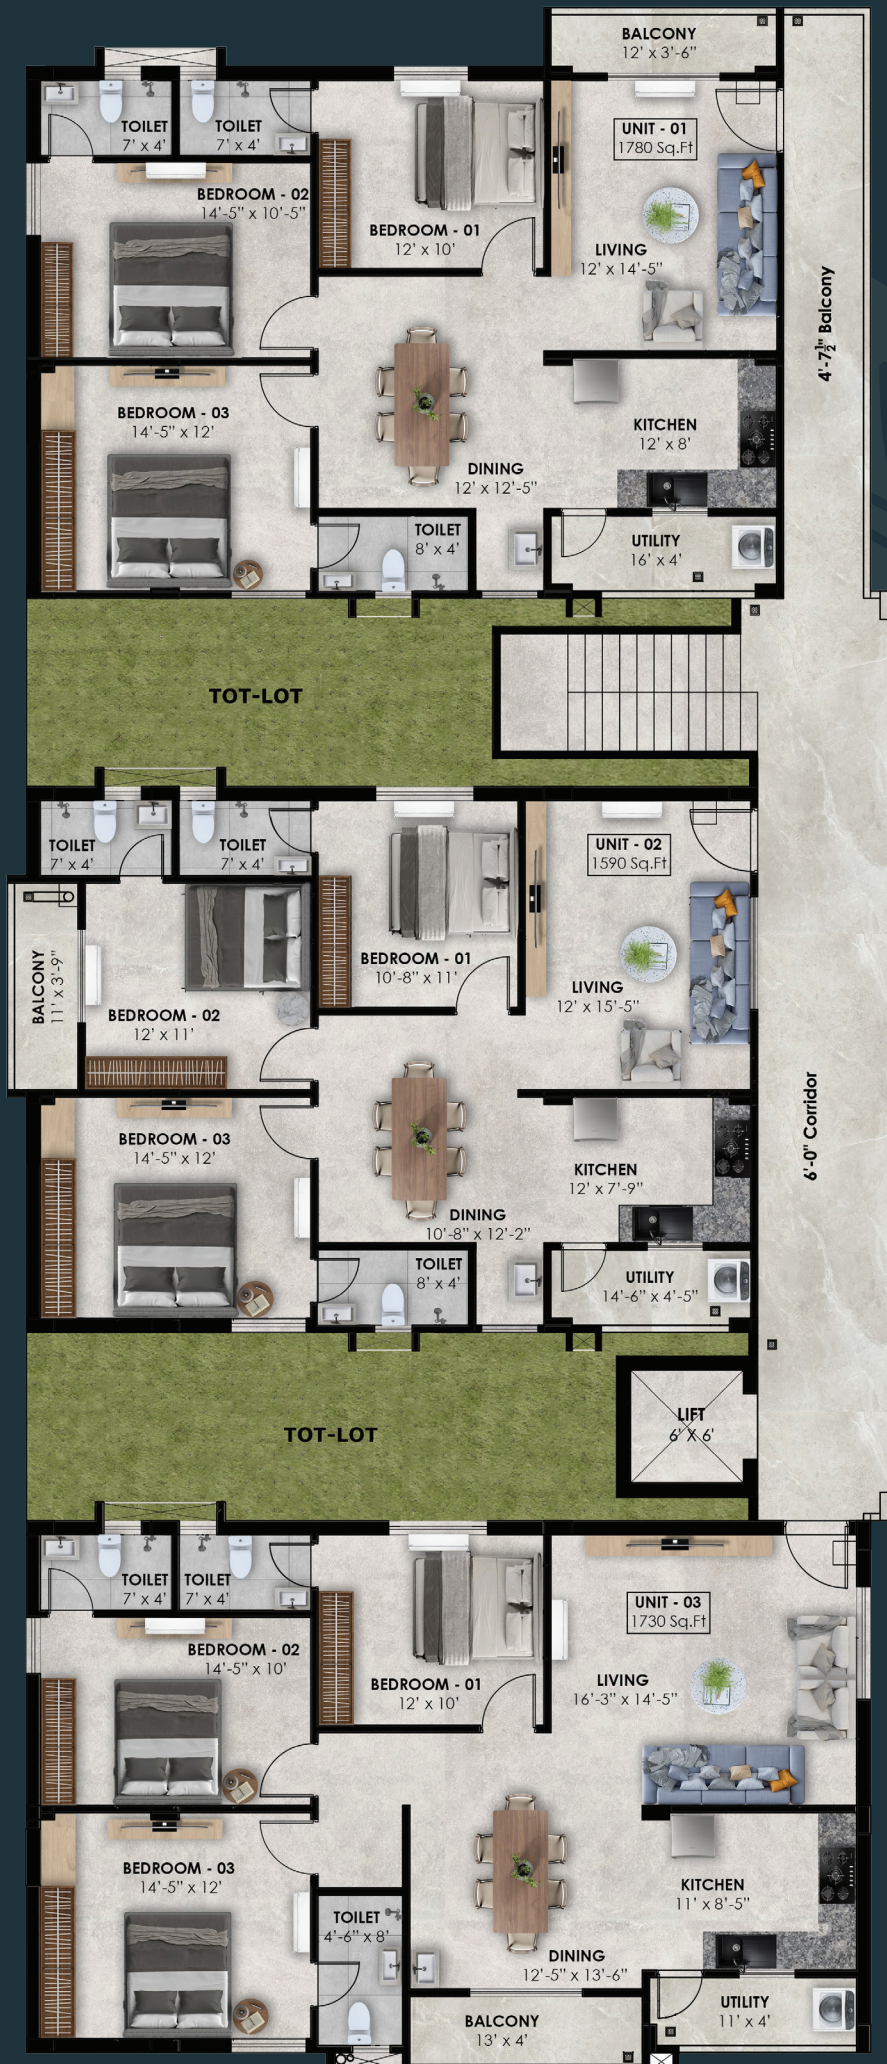 BALCONY
12' x 3'-6"
TOILET
7' x 4'
TOILET
7' x 4'
UNIT - 01
1780 Sq.Ft
BEDROOM - 02
14'-5" x 10'-5"
BEDROOM - 01
12' x 10'
LIVING
12' x 14'-5"
4'-7½" Balcony
BEDROOM - 03
14'-5" x 12'
KITCHEN
12' x 8'
DINING
12' x 12'-5"
TOILET
8' x 4'
UTILITY
16' x 4'
TOT-LOT
TOILET
7' x 4'
TOILET
7' x 4'
UNIT - 02
1590 Sq.Ft
BALCONY
11' x 3'-9"
BEDROOM - 01
10'-8" x 11'
LIVING
12' x 15'-5"
BEDROOM - 02
12' x 11'
6'-0" Corridor
BEDROOM - 03
14'-5" x 12'
KITCHEN
12' x 7'-9"
DINING
10'-8" x 12'-2"
TOILET
8' x 4'
UTILITY
14'-6" x 4'-5"
TOT-LOT
LIFT
6' X 6'
TOILET
7' x 4'
TOILET
7' x 4'
UNIT - 03
1730 Sq.Ft
BEDROOM - 02
14'-5" x 10'
BEDROOM - 01
12' x 10'
LIVING
16'-3" x 14'-5"
BEDROOM - 03
14'-5" x 12'
KITCHEN
11' x 8'-5"
TOILET
4'-6" x 8'
DINING
12'-5" x 13'-6"
BALCONY
13' x 4'
UTILITY
11' x 4'